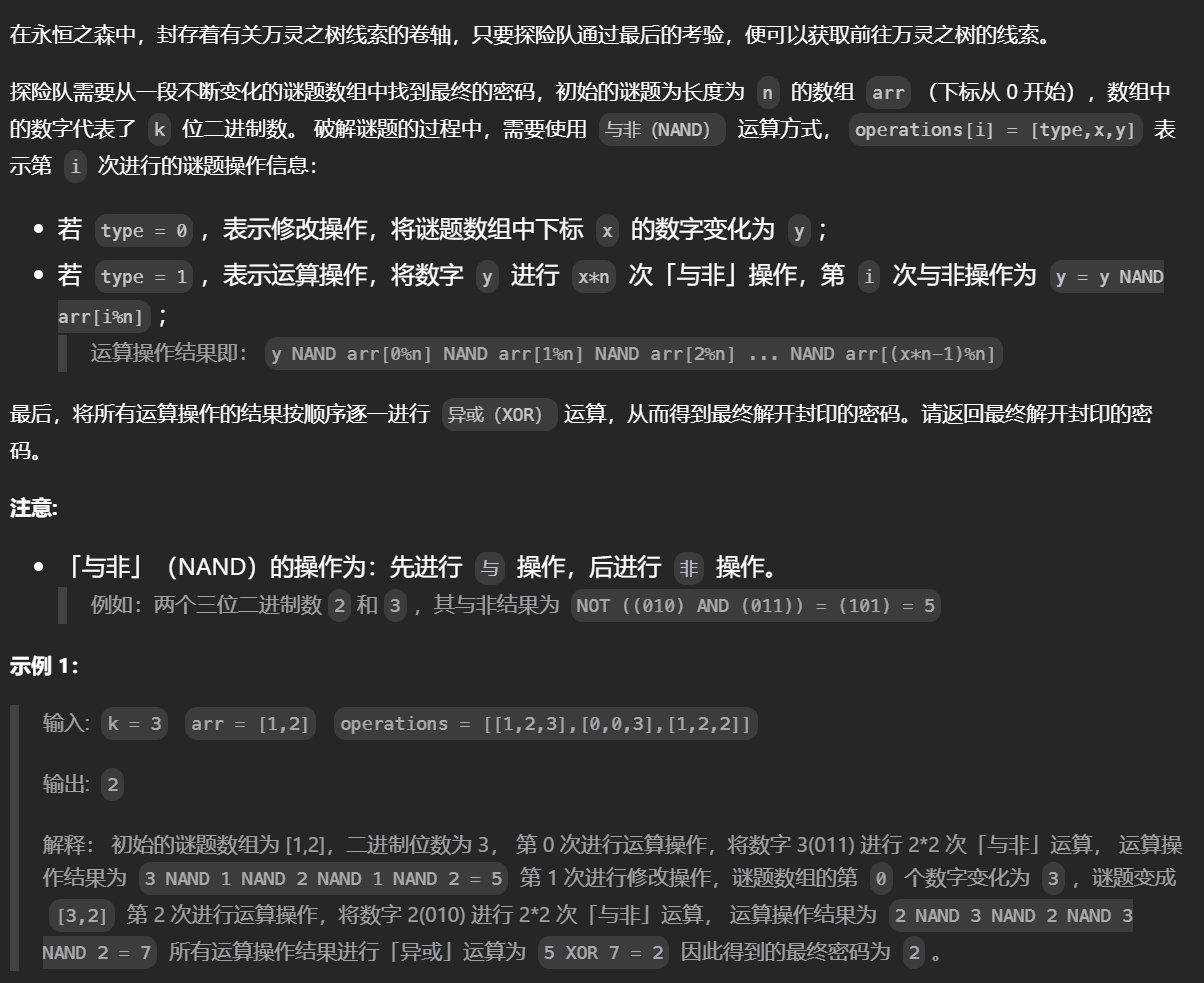 在永恒之森中，封存着有关万灵之树线索的卷轴，只要探险队通过最后的考验，便可以获取前往万灵之树的线索。
探险队需要从一段不断变化的谜题数组中找到最终的密码，初始的谜题为长度为 n 的数组 arr （下标从 0 开始），数组中
的数字代表了 k 位二进制数。 破解谜题的过程中，需要使用 与非（NAND） 运算方式， operations[i] = [type,x,y] 表
示第 i 次进行的谜题操作信息：
• 若 type = 0 ，表示修改操作，将谜题数组中下标 x 的数字变化为 y ；
• 若 type = 1 ，表示运算操作，将数字 y 进行 x*n 次「与非」操作，第 i 次与非操作为 y = y NAND
arr[i%n] ；
运算操作结果即： y NAND arr[0%n] NAND arr[1%n] NAND arr[2%n] ... NAND arr[(x*n-1)%n]
最后，将所有运算操作的结果按顺序逐一进行 异或（XOR） 运算，从而得到最终解开封印的密码。请返回最终解开封印的密
码。
注意:
• 「与非」（NAND）的操作为：先进行 与 操作，后进行 非 操作。
例如：两个三位二进制数 2 和 3 ，其与非结果为 NOT ((010) AND (011)) = (101) = 5
示例 1：
输入: k = 3 arr = [1,2] operations = [[1,2,3],[0,0,3],[1,2,2]]
输出: 2
解释： 初始的谜题数组为 [1,2]，二进制位数为 3， 第 0 次进行运算操作，将数字 3(011) 进行 2*2 次「与非」运算， 运算操
作结果为 3 NAND 1 NAND 2 NAND 1 NAND 2 = 5 第 1 次进行修改操作，谜题数组的第 0 个数字变化为 3 ，谜题变成
[3,2] 第 2 次进行运算操作，将数字 2(010) 进行 2*2 次「与非」运算， 运算操作结果为 2 NAND 3 NAND 2 NAND 3
NAND 2 = 7 所有运算操作结果进行「异或」运算为 5 XOR 7 = 2 因此得到的最终密码为 2 。